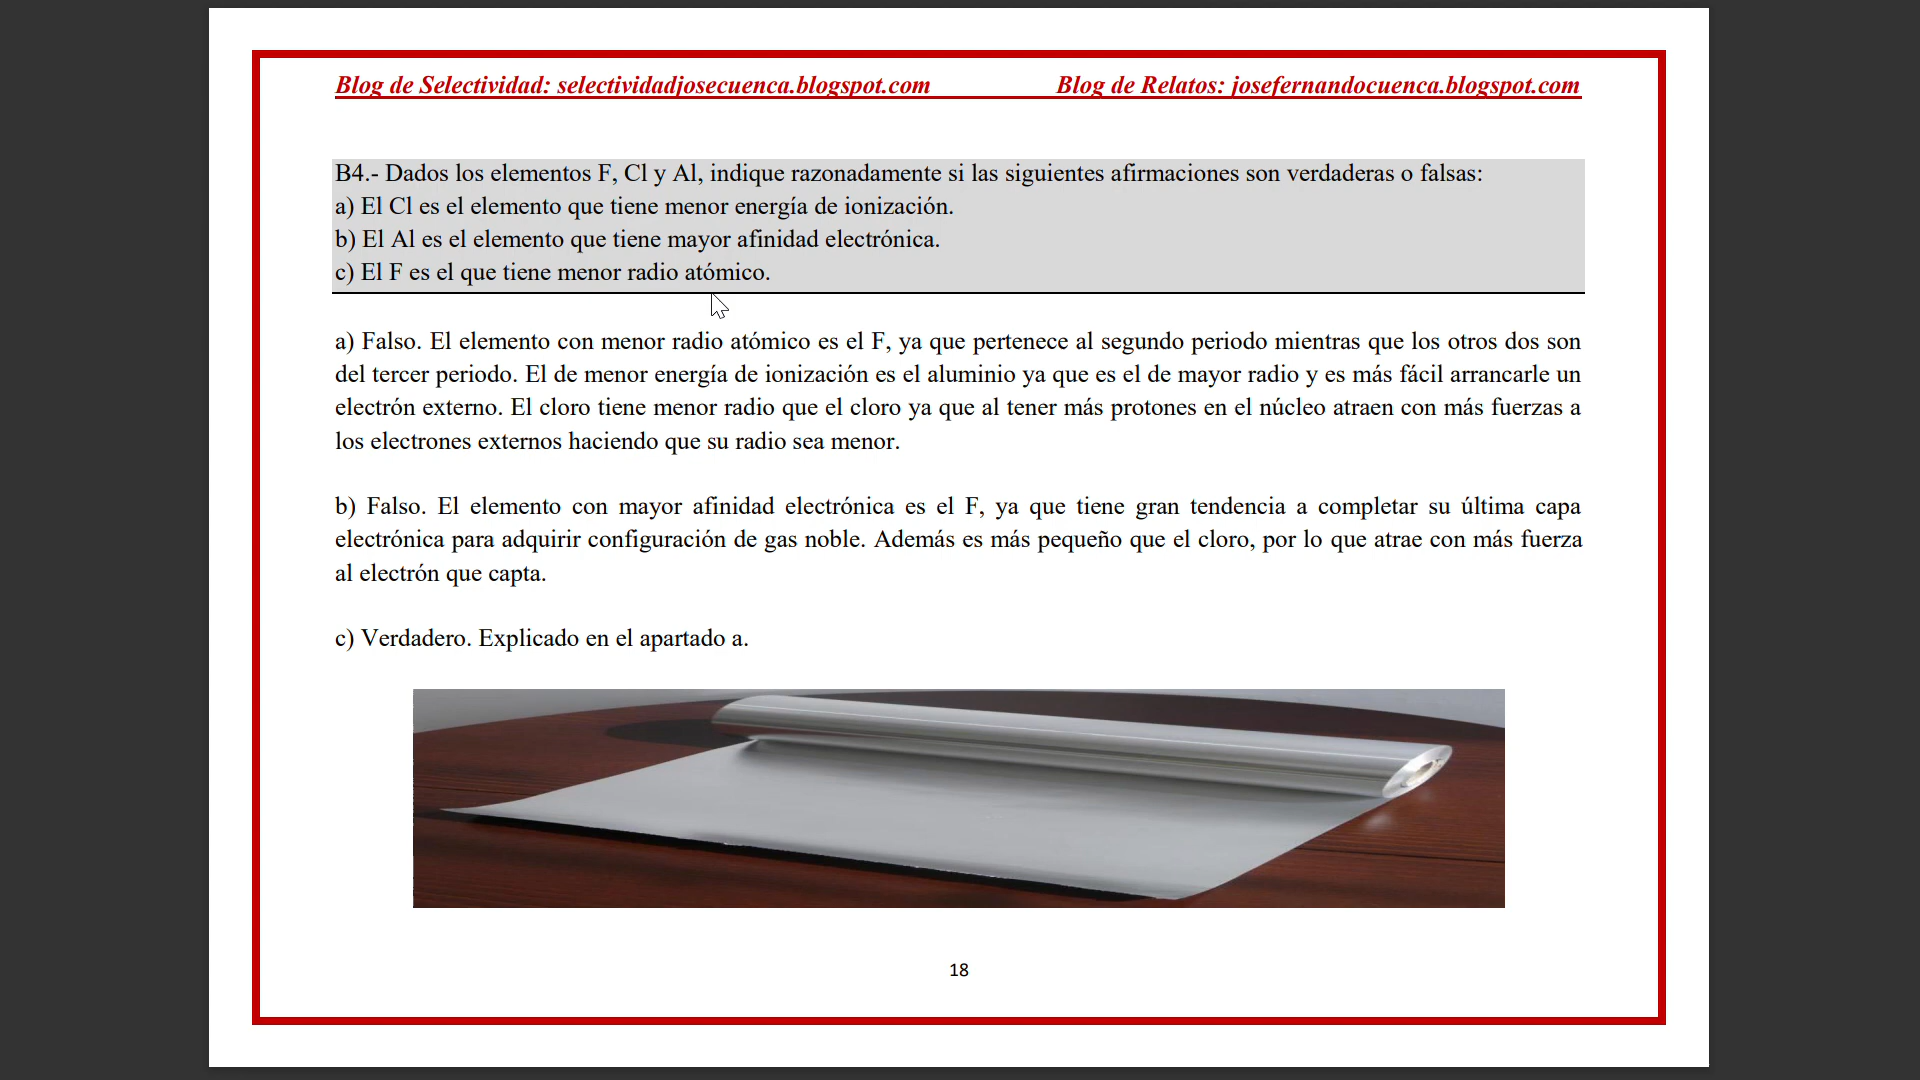 Blog de Selectividad: selectividadjosecuenca.blogspot.com Blog de Relatos: josefernandocuenca.blogspot.com
B4.- Dados los elementos F, Cl y Al, indique razonadamente si las siguientes afirmaciones son verdaderas o falsas:
a) El Cl es el elemento que tiene menor energía de ionización.
b) El Al es el elemento que tiene mayor afinidad electrónica.
c) El F es el que tiene menor radio atómico.
a) Falso. El elemento con menor radio atómico es el F, ya que pertenece al segundo periodo mientras que los otros dos son
del tercer periodo. El de menor energía de ionización es el aluminio ya que es el de mayor radio y es más fácil arrancarle un
electrón externo. El cloro tiene menor radio que el cloro ya que al tener más protones en el núcleo atraen con más fuerzas a
los electrones externos haciendo que su radio sea menor.
b) Falso. El elemento con mayor afinidad electrónica es el F, ya que tiene gran tendencia a completar su última capa
electrónica para adquirir configuración de gas noble. Además es más pequeño que el cloro, por lo que atrae con más fuerza
al electrón que capta.
c) Verdadero. Explicado en el apartado a.
18